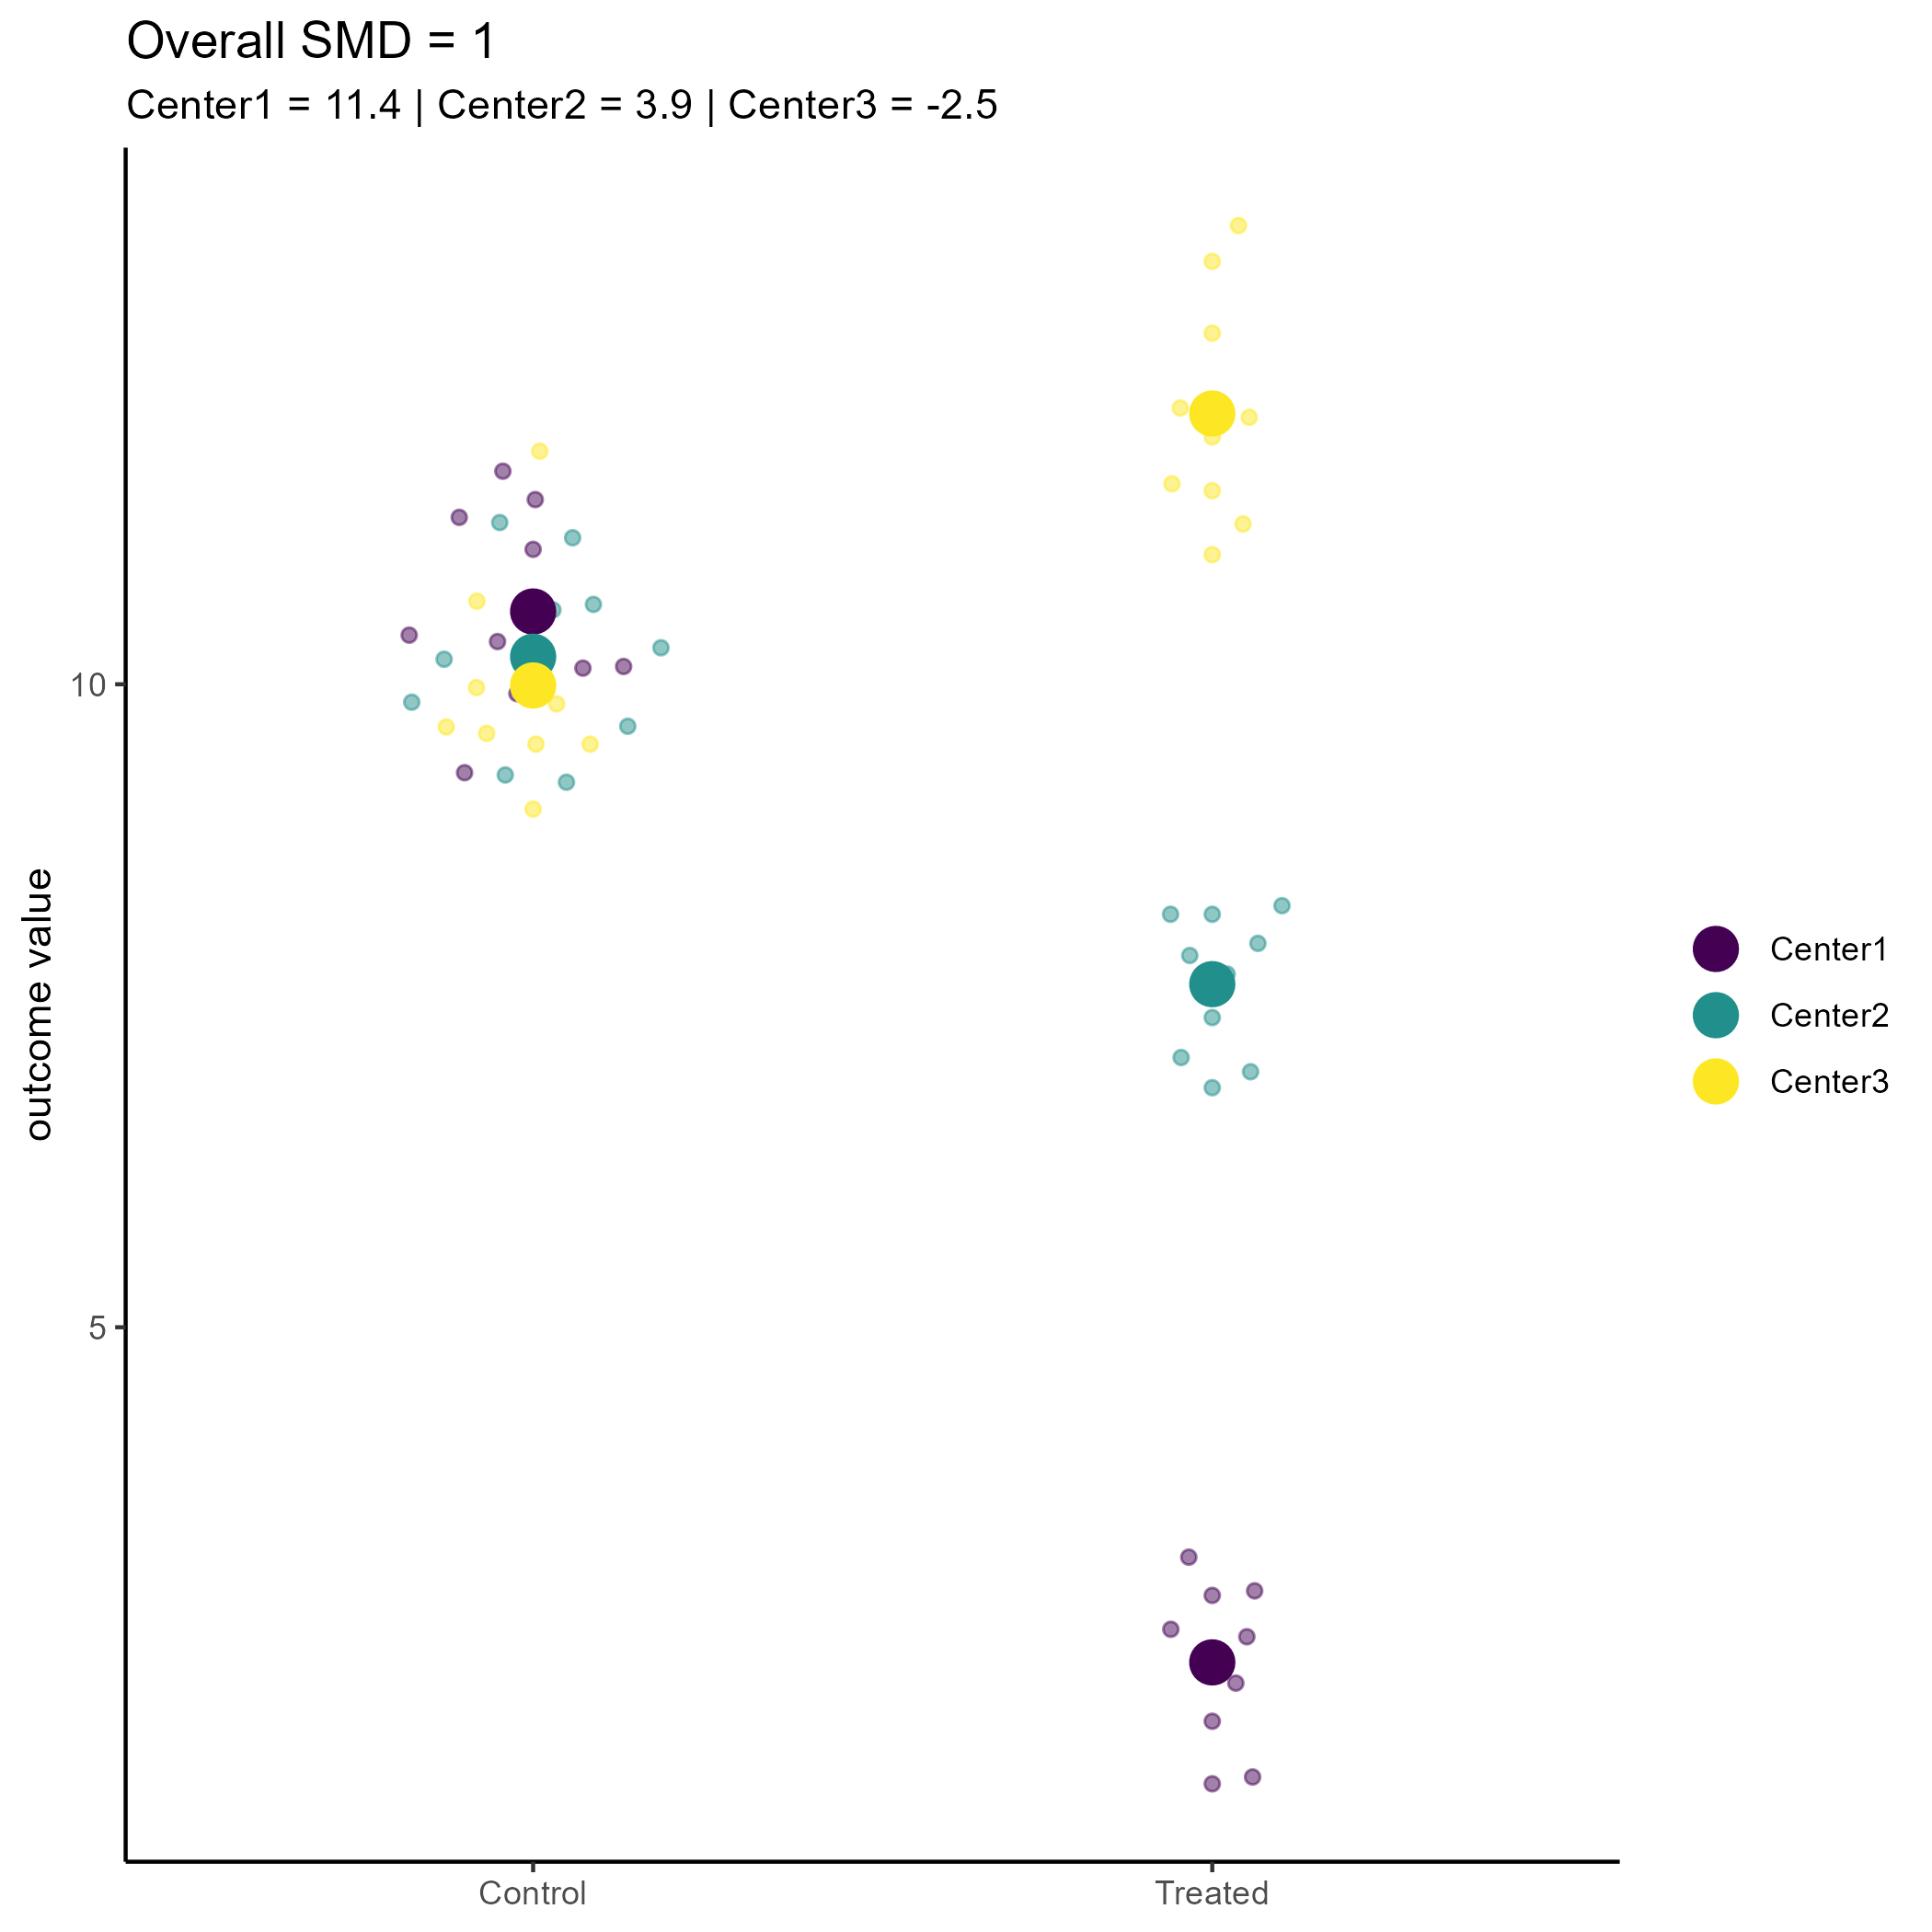 Overall SMD = 1
Center1 = 11.4 | Center2 = 3.9 | Center3 = -2.5
outcome value
10
5
Control
Treated
Center1
Center2
Center3